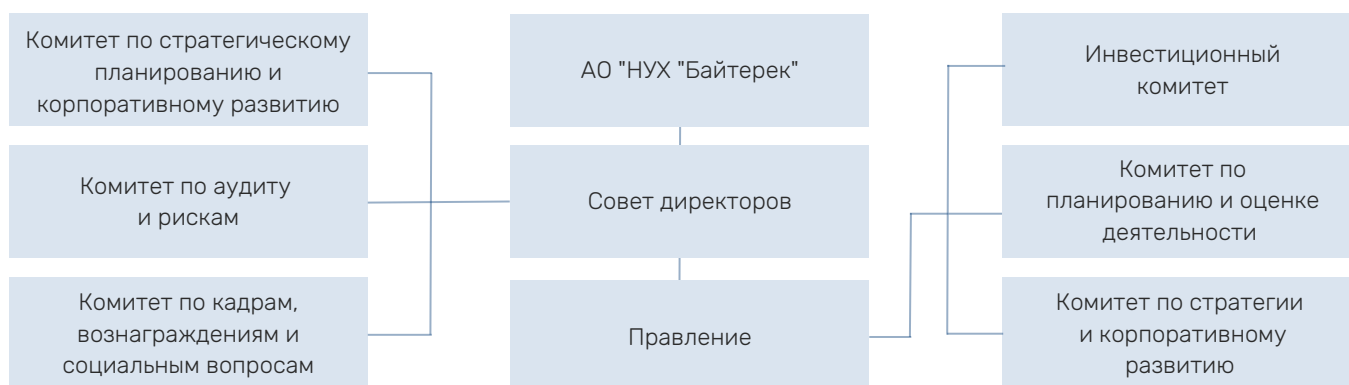 Комитет по стратегическому
планированию и
корпоративному развитию
АО "НУХ "Байтерек"
Инвестиционный
комитет
Комитет по аудиту
и рискам
Совет директоров
Комитет по
планированию и оценке
деятельности
Комитет по кадрам,
вознаграждениям и
социальным вопросам
Правление
Комитет по стратегии
и корпоративному
развитию